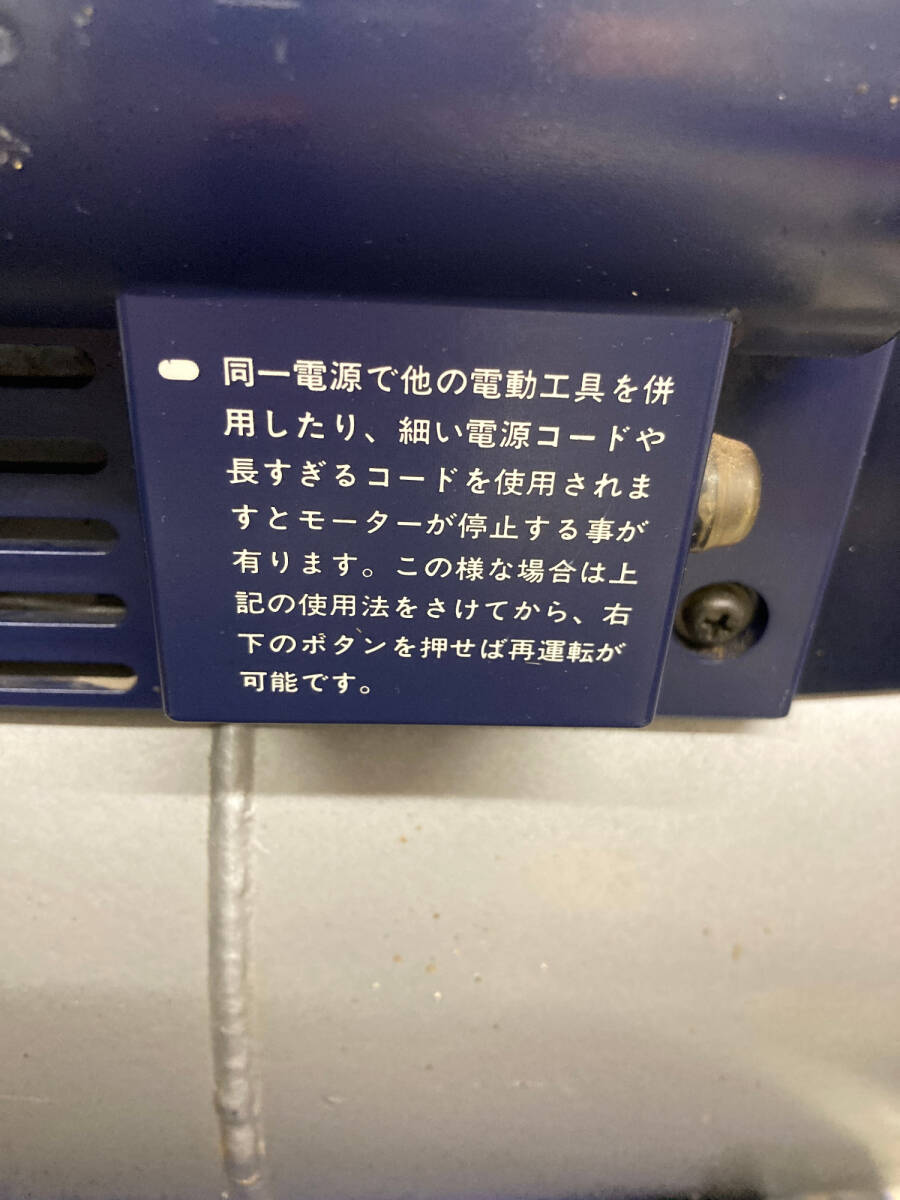 同一電源で他の電動工具を併
用したり、細い電源コードや
長すぎるコードを使用されま
すとモーターが停止する事が
有ります。この様な場合は上
記の使用法をさけてから、右
下のボタンを押せば再運転が
可能です。